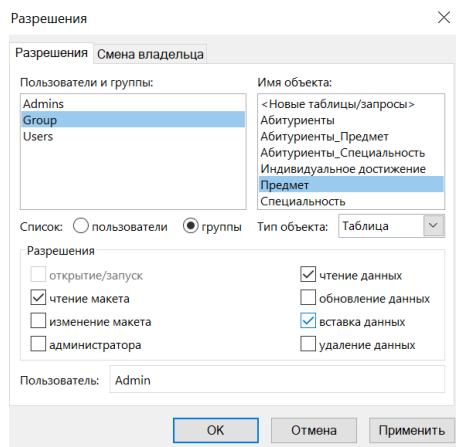 Разрешения
Разрешения Смена владельца
Пользователи и группы: Имя объекта:
Admins
Group
Users
<Новые таблицы/запросы>
Абитуриенты
Абитуриенты_Предмет
Абитуриенты_Специальность
Индивидуальное достижение
Предмет
Специальность
Список: пользователи группы Тип объекта: Таблица
Разрешения
открытие/запуск чтение данных
чтение макета обновление данных
изменение макета вставка данных
администратора удаление данных
Пользователь: Admin
OK Отмена Применить